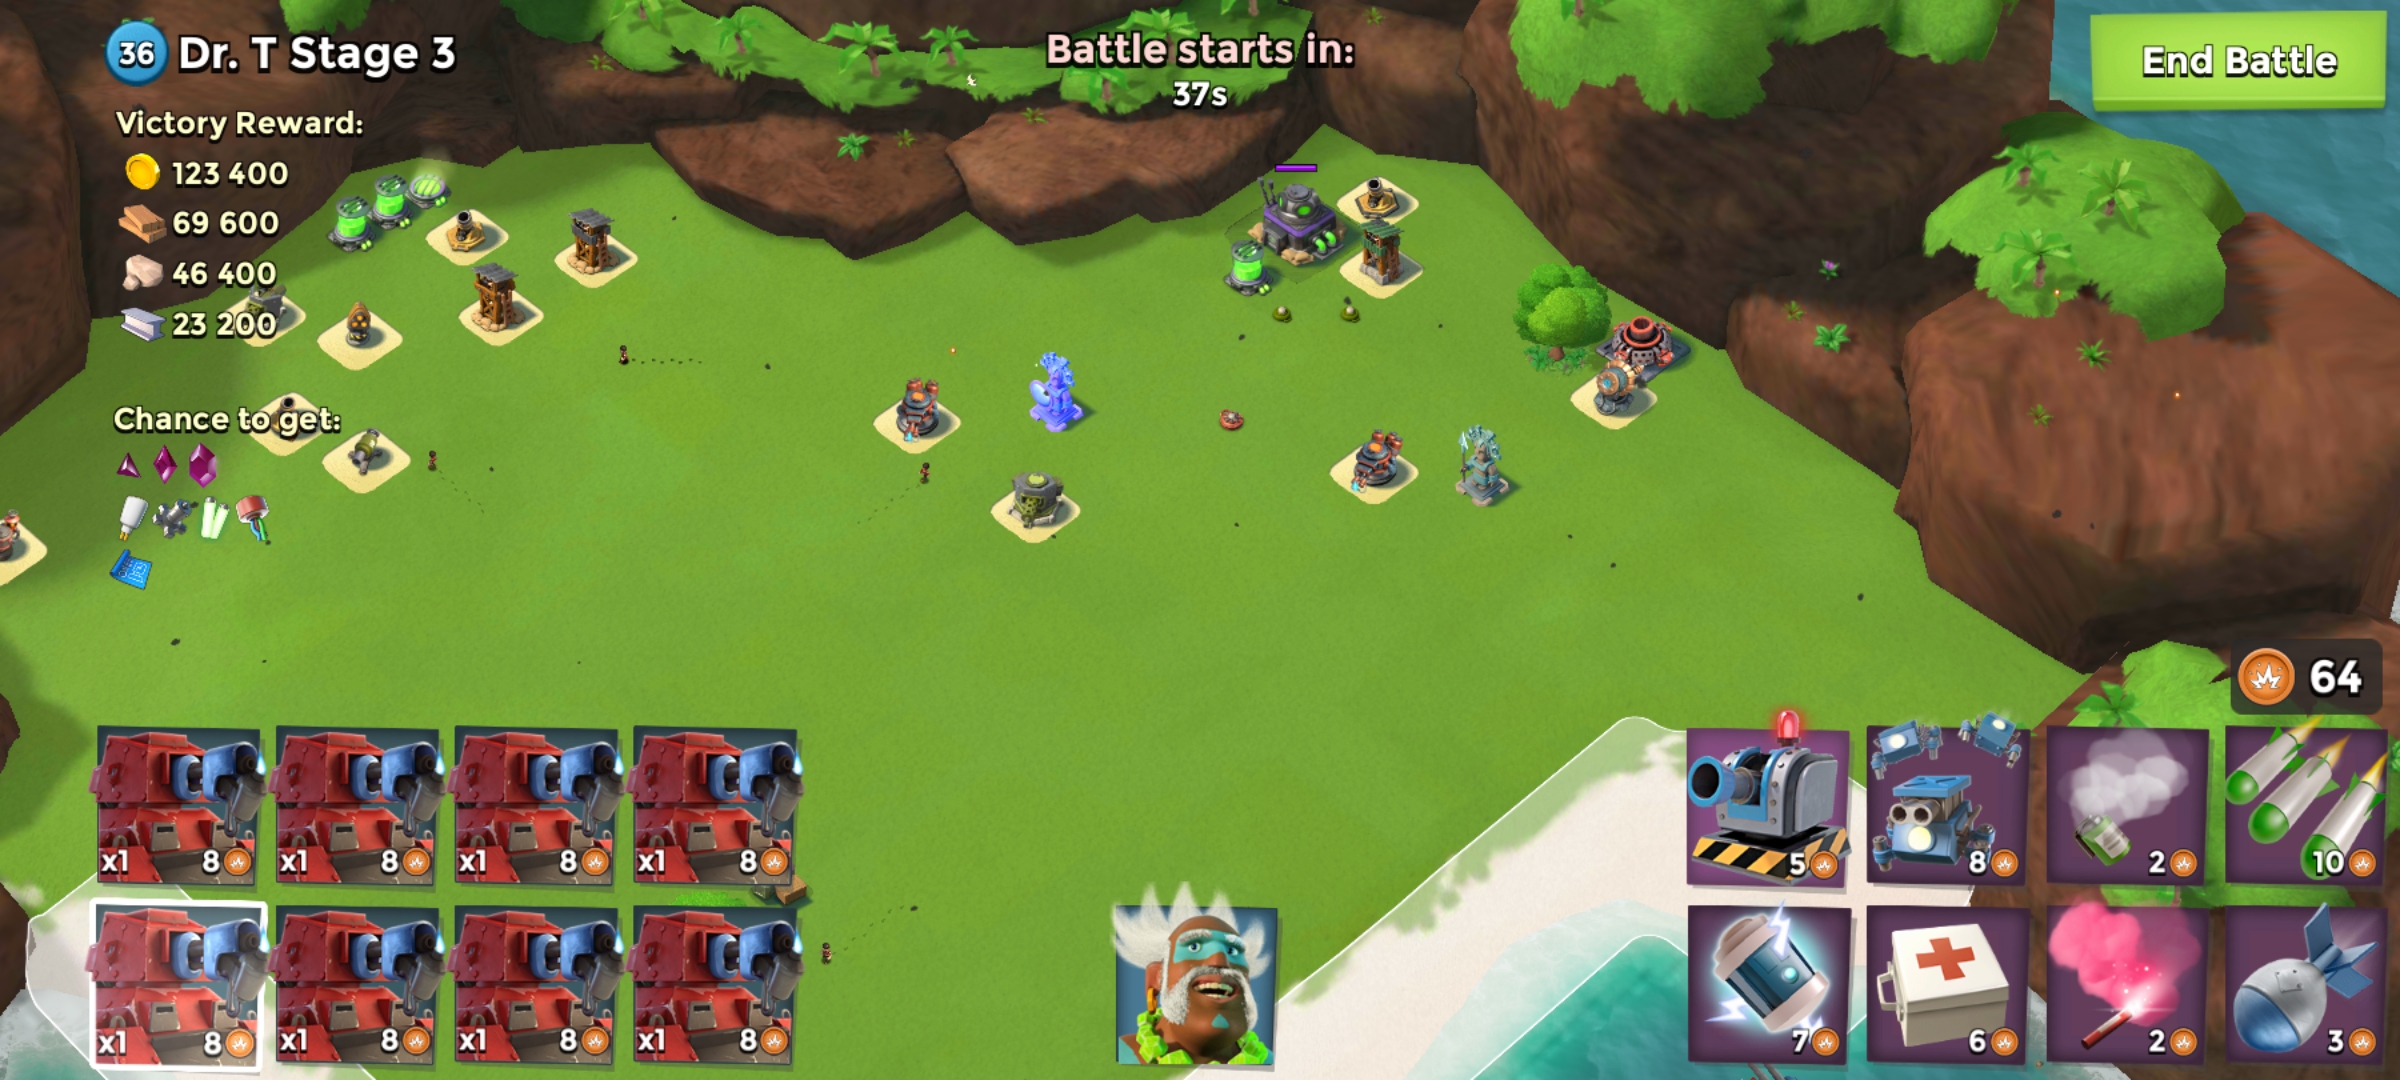 36 Dr. T Stage 3
Battle starts in:
37s
End Battle
Victory Reward:
123 400
69 600
46 400
23 200
Chance to get:
64
x1 8 x1 8 x1 8 x1 8
5 8 2 10
x1 8 x1 8 x1 8 x1 8
7 6 2 3